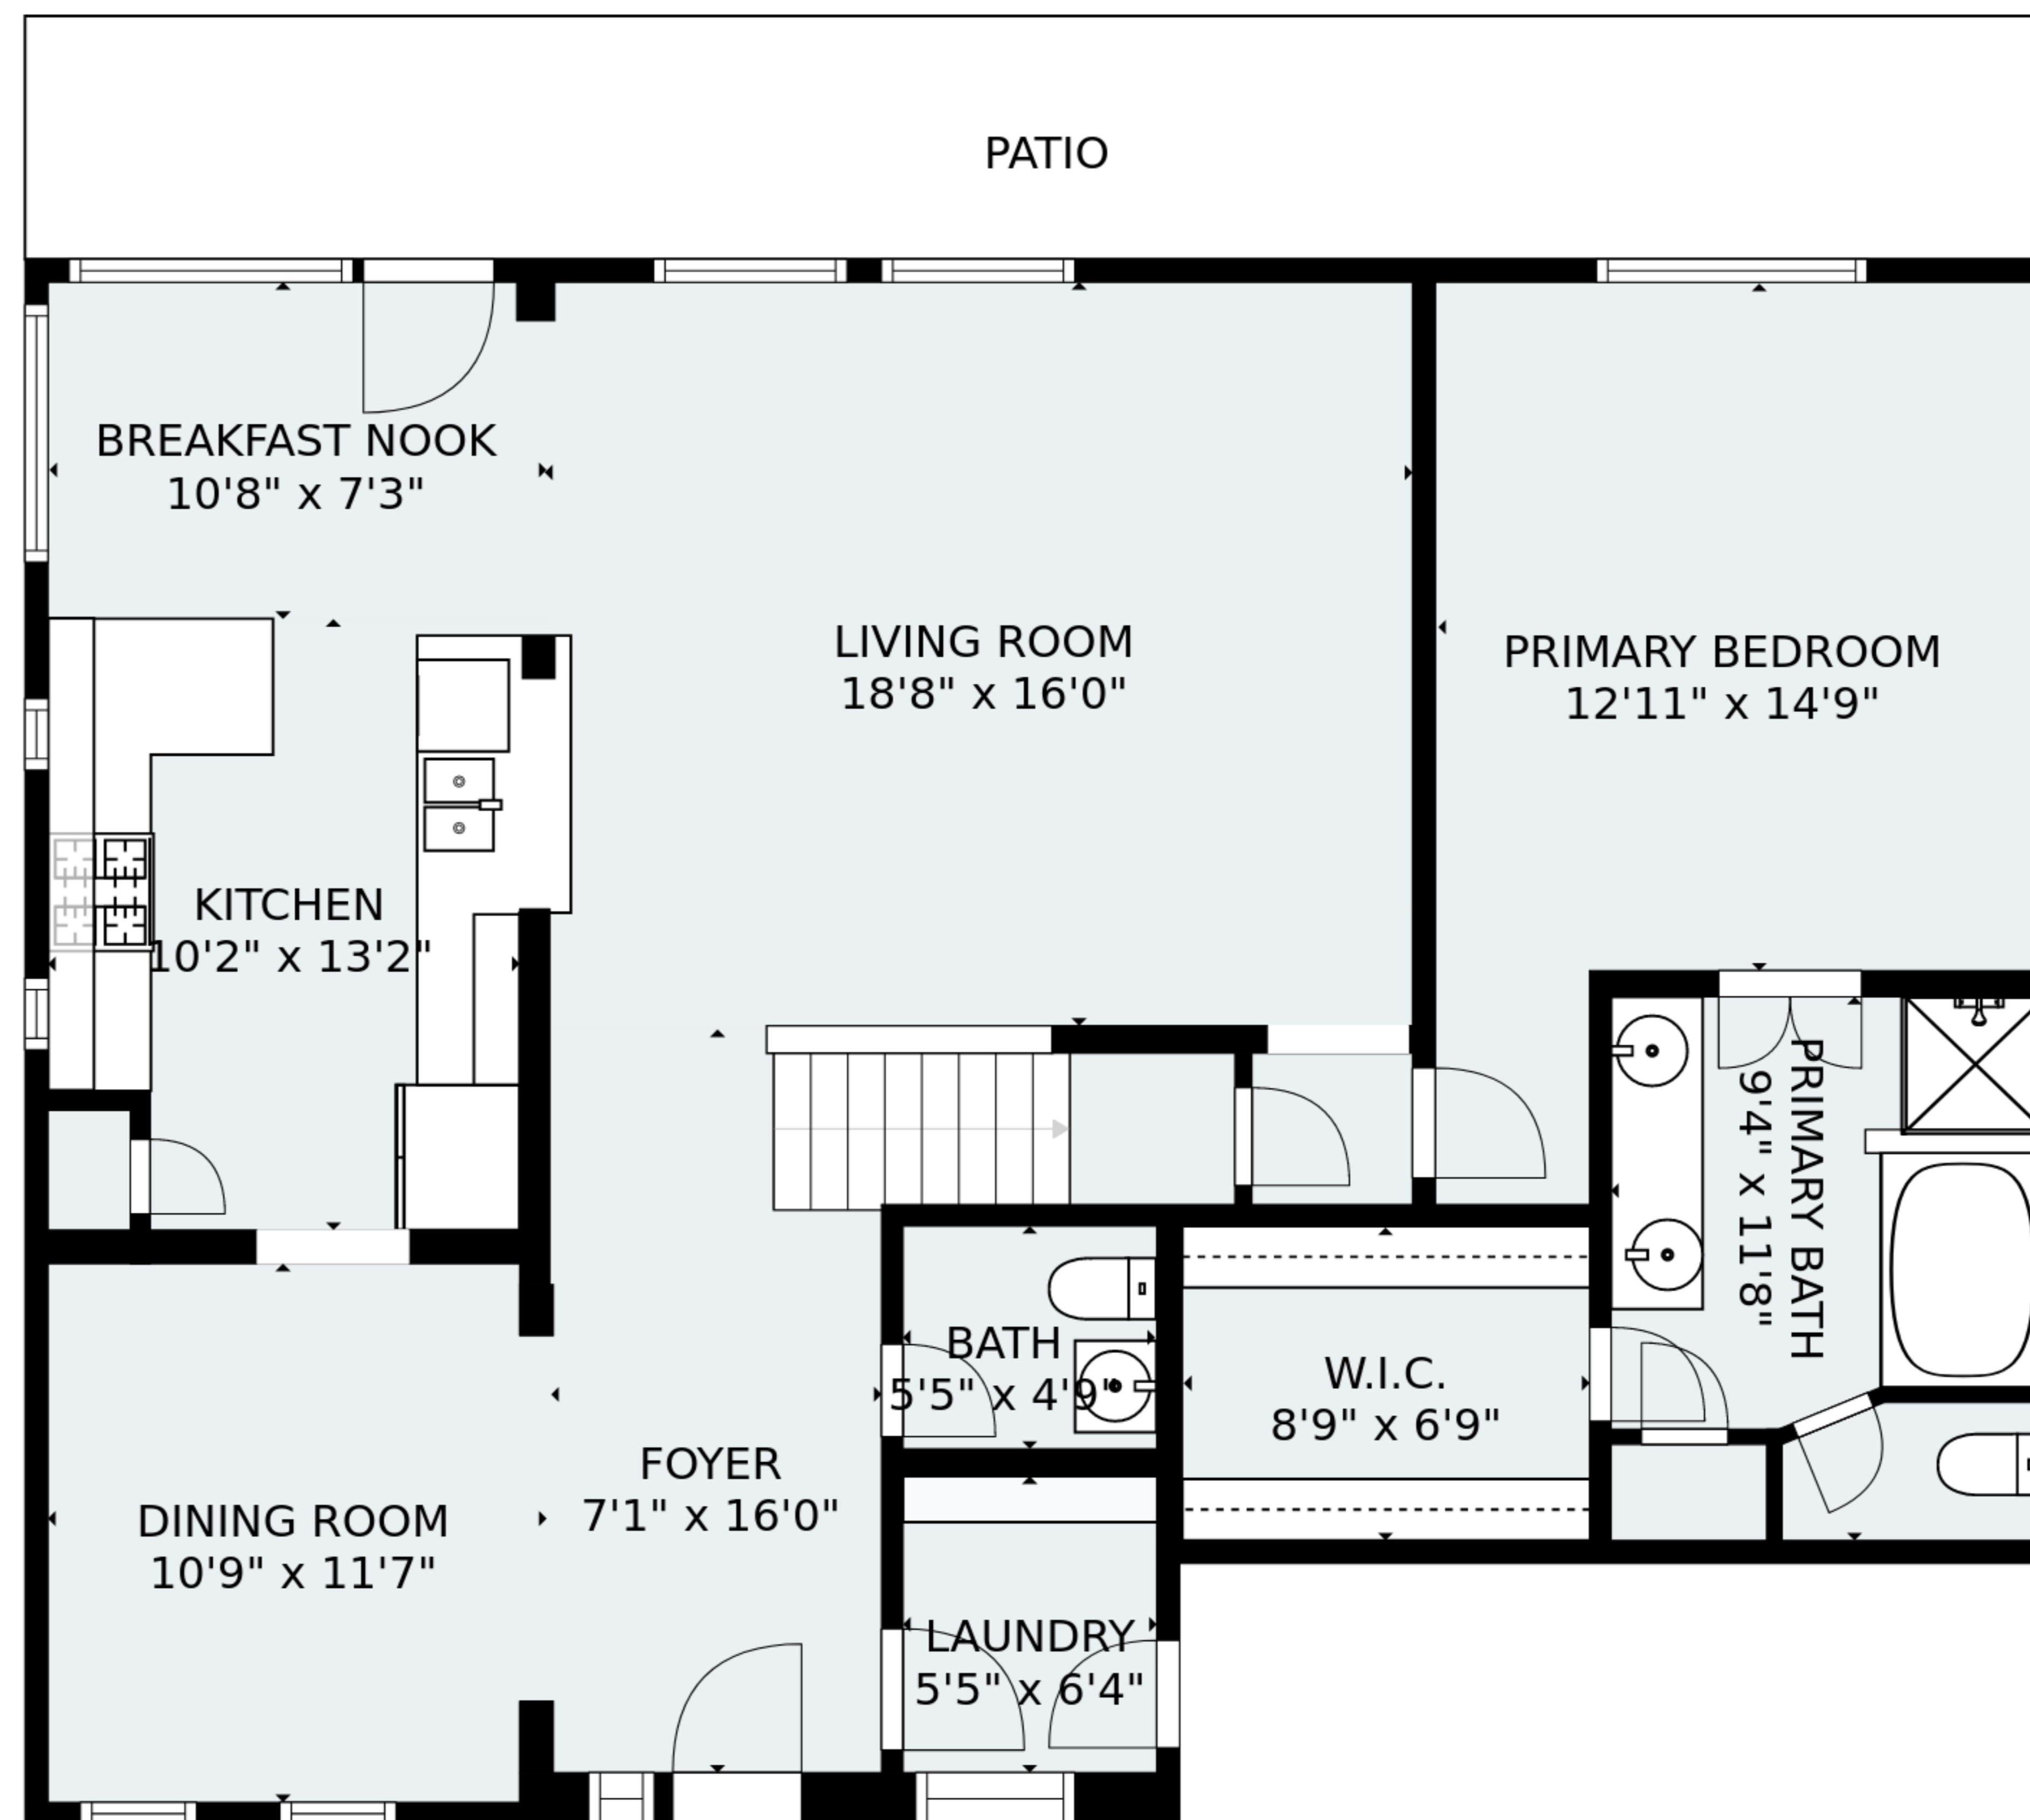 PATIO
BREAKFAST NOOK
10'8" x 7'3"
LIVING ROOM
18'8" x 16'0"
PRIMARY BEDROOM
12'11" x 14'9"
KITCHEN
10'2" x 13'2"
PRIMARY BATH
9'4" x 11'8"
BATH
5'5" x 4'9"
W.I.C.
8'9" x 6'9"
FOYER
7'1" x 16'0"
DINING ROOM
10'9" x 11'7"
LAUNDRY
5'5" x 6'4"